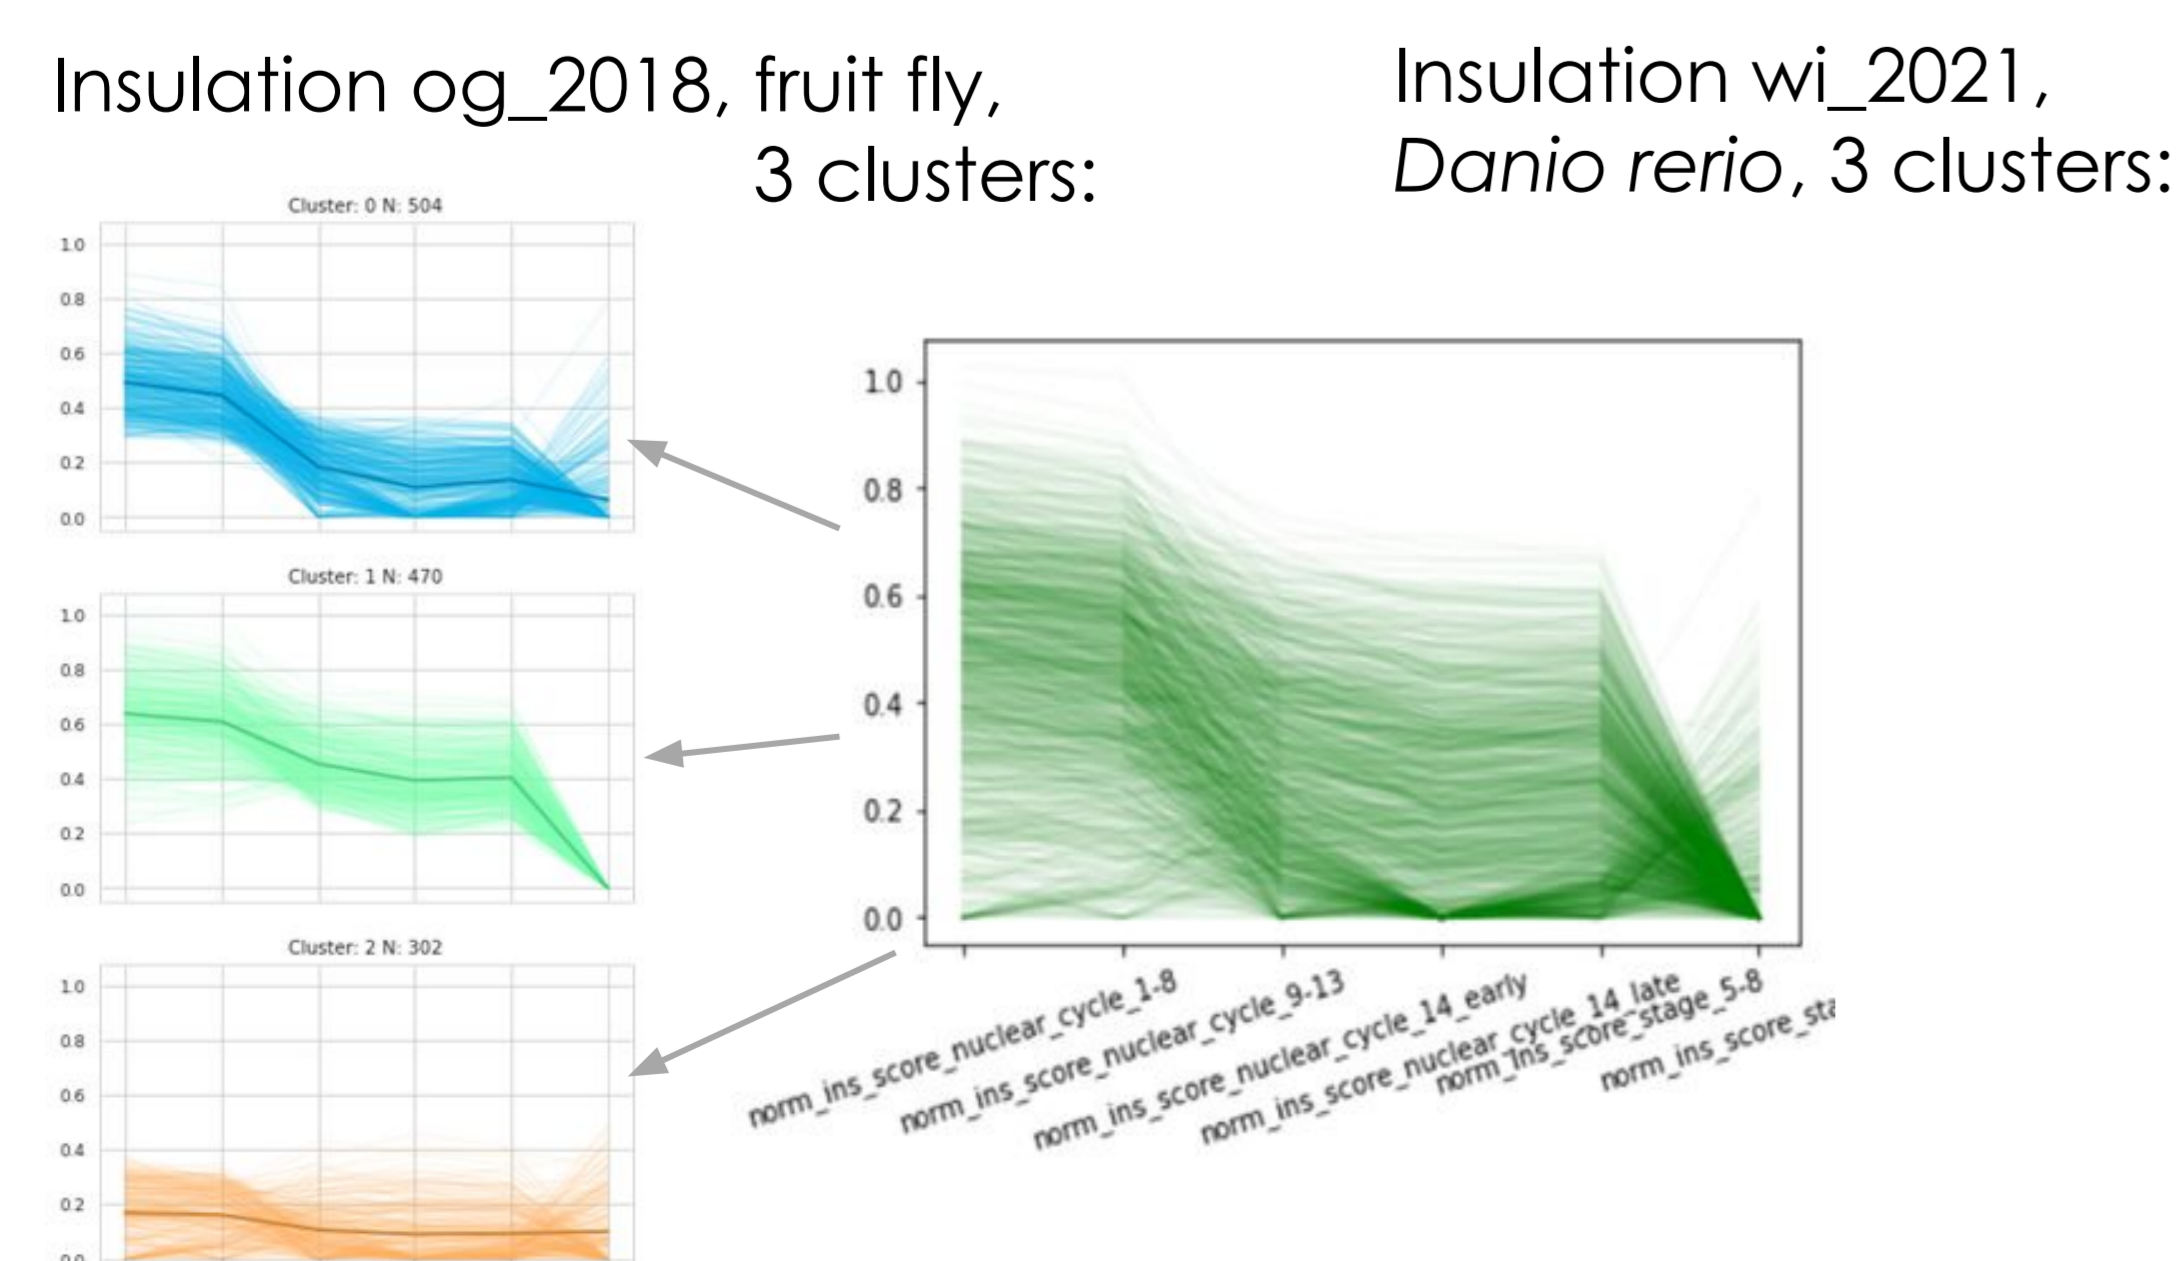 Insulation og_2018, fruit fly,
3 clusters:
Insulation wi_2021,
Danio rerio, 3 clusters:
Cluster: 0 N: 504
1.0
0.8
0.6
0.4
0.2
0.0
Cluster: 1 N: 470
1.0
0.8
0.6
0.4
0.2
0.0
Cluster: 2 N: 302
1.0
0.8
0.6
0.4
0.2
1.0
0.8
0.6
0.4
0.2
0.0
norm_ins_score_nuclear_cycle_1-8
norm_ins_score_nuclear_cycle_9-13
norm_ins_score_nuclear_cycle_14_early
norm_ins_score_nuclear_cycle_14_late
norm_ins_score_stage_5-8
norm_ins_score_sta